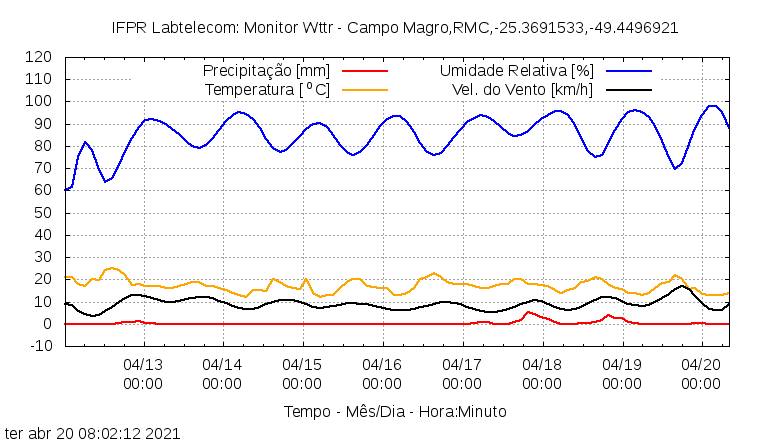 IFPR Labtelecom: Monitor Wttr - Campo Magro,RMC,-25.3691533,-49.4496921
Precipitação [mm]
Temperatura [⁰C]
Umidade Relativa [%]
Vel. do Vento [km/h]
120
110
100
90
80
70
60
50
40
30
20
10
0
-10
04/13 04/14 04/15 04/16 04/17 04/18 04/19 04/20
00:00 00:00 00:00 00:00 00:00 00:00 00:00 00:00
Tempo - Mês/Dia - Hora:Minuto
ter abr 20 08:02:12 2021